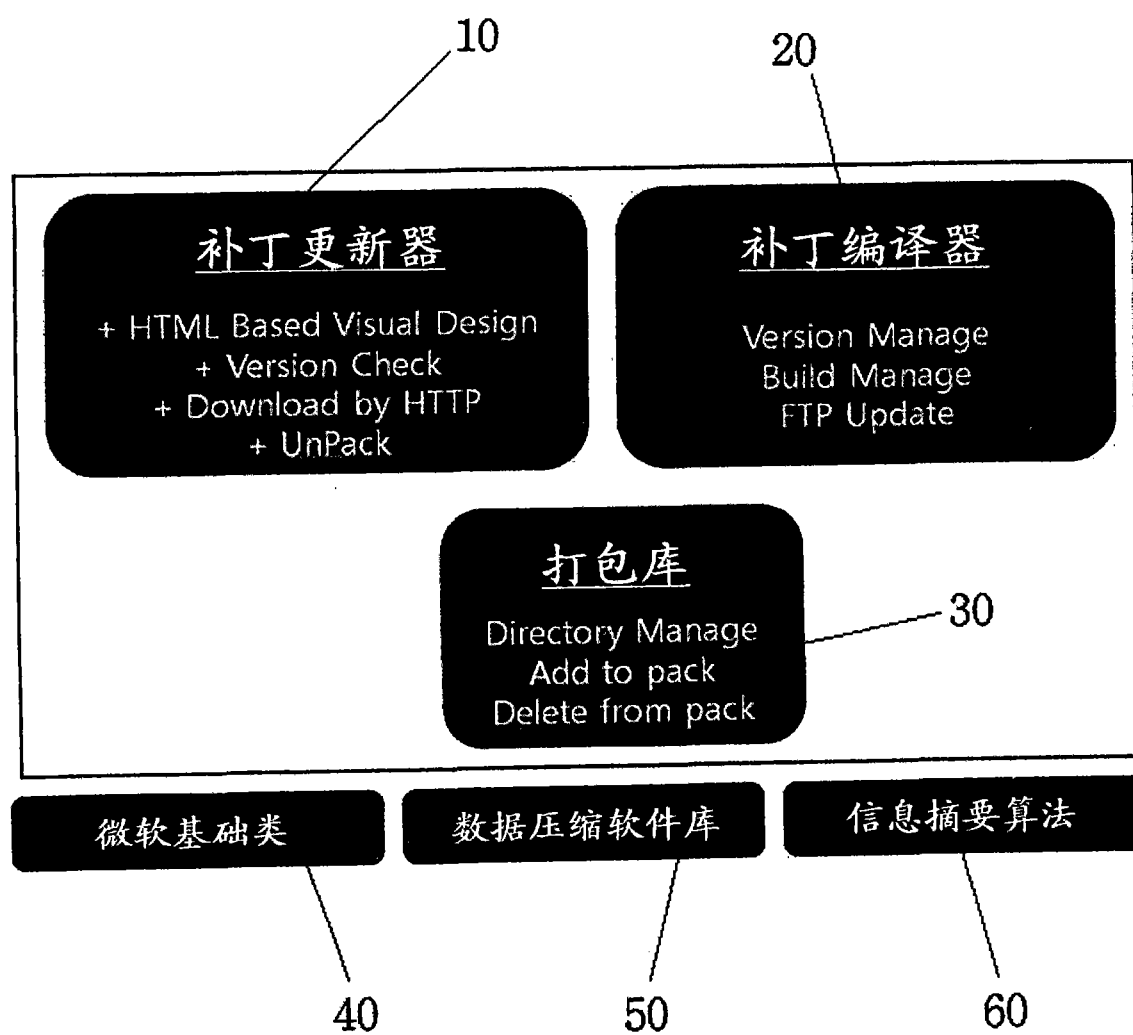 10
20
补丁更新器
+ HTML Based Visual Design
+ Version Check
+ Download by HTTP
+ UnPack
补丁编译器
Version Manage
Build Manage
FTP Update
打包库
Directory Manage
Add to pack
Delete from pack
30
微软基础类
数据压缩软件库
信息摘要算法
40
50
60